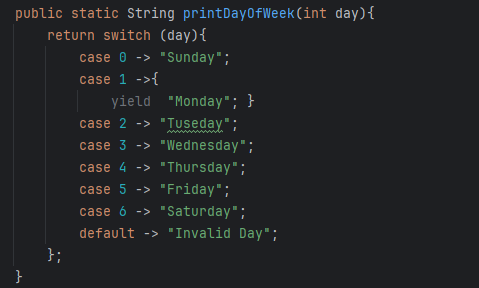 public static String printDayOfWeek(int day){
    return switch (day){
        case 0 -> "Sunday";
        case 1 ->{
            yield  "Monday"; }
        case 2 -> "Tuseday";
        case 3 -> "Wednesday";
        case 4 -> "Thursday";
        case 5 -> "Friday";
        case 6 -> "Saturday";
        default -> "Invalid Day";
    };
}